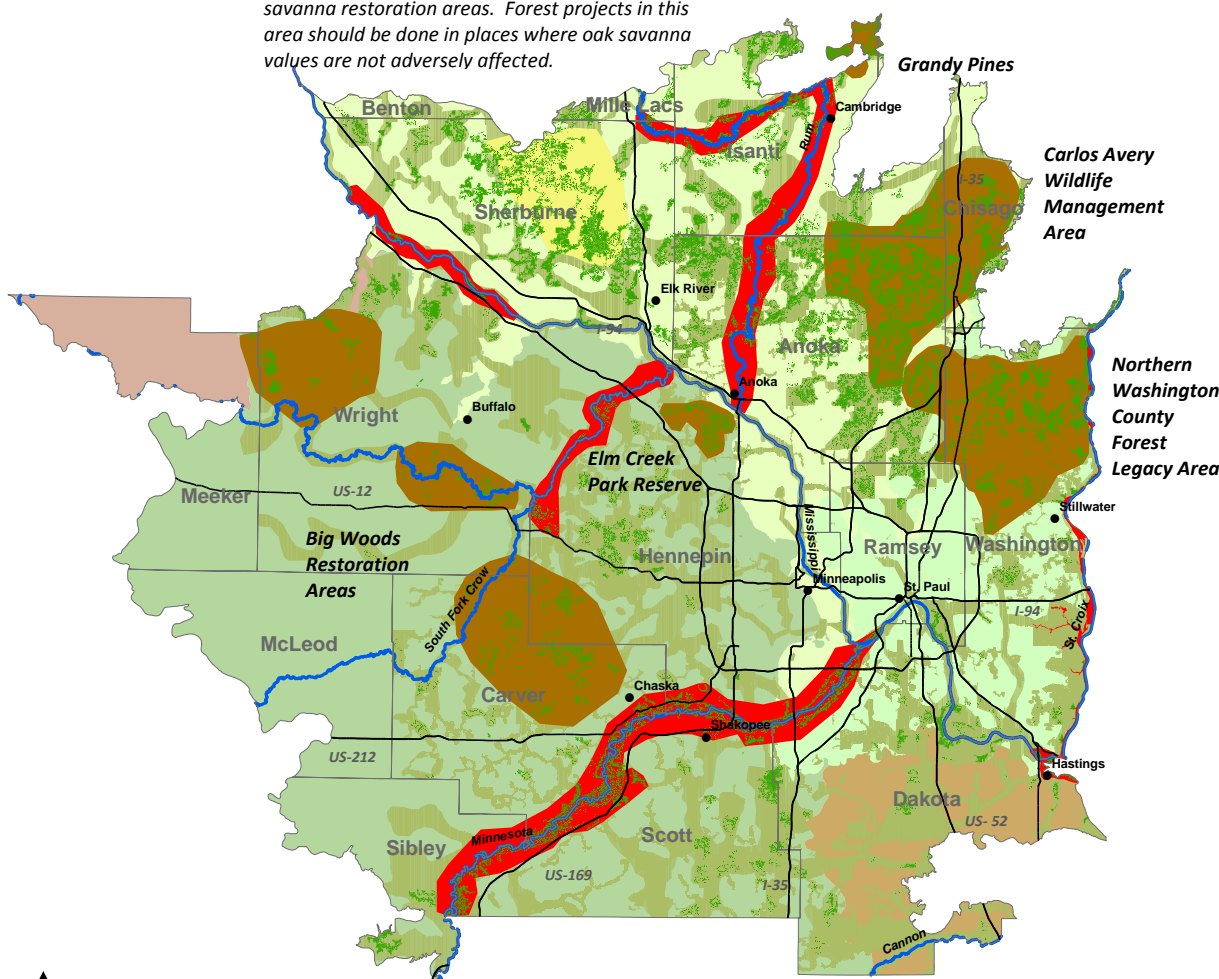 savanna restoration areas.  Forest projects in this
area should be done in places where oak savanna
values are not adversely affected.
Grandy Pines
Benton
Mille Lacs
Cambridge
Rum
Isanti
Carlos Avery
Wildlife
Management
Area
I-35
Chisago
Sherburne
Elk River
I-94
Anoka
Anoka
Northern
Washington
County
Forest
Legacy Area
Wright
Buffalo
Elm Creek
Park Reserve
Meeker
US-12
Stillwater
Mississippi
Big Woods
Restoration
Areas
Hennepin
Ramsey
Washington
Minneapolis
St. Paul
I-94
St. Croix
South Fork Crow
McLeod
Chaska
Carver
Shakopee
US-212
Hastings
Dakota
US- 52
Minnesota
Scott
Sibley
US-169
I-35
Cannon